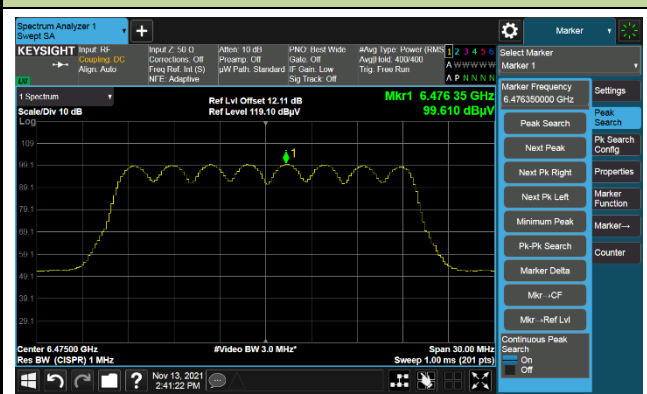 Spectrum Analyzer 1
Swept SA
Marker
KEYSIGHT
Input: RF
Coupling: DC
Align: Auto
Input Z: 50 Ω
Corrections: Off
Freq Ref: Int (S)
NFE: Adaptive
Atten: 10 dB
Preamp: Off
µW Path: Standard
PNO: Best Wide
Gate: Off
IF Gain: Low
Sig Track: Off
#Avg Type: Power (RMS
Avg|Hold: 400/400
Trig: Free Run
1 2 3 4 5 6
A W W W W W
A P N N N N
Select Marker
Marker 1
1 Spectrum
Scale/Div 10 dB
Log
Ref Lvl Offset 12.11 dB
Ref Level 119.10 dBµV
Mkr1 6.476 35 GHz
99.610 dBµV
109
99.1
89.1
79.1
69.1
59.1
49.1
39.1
29.1
1
Center 6.47500 GHz
Res BW (CISPR) 1 MHz
#Video BW 3.0 MHz*
Span 30.00 MHz
Sweep 1.00 ms (201 pts)
Marker Frequency
6.476350000 GHz
Peak Search
Next Peak
Next Pk Right
Next Pk Left
Minimum Peak
Pk-Pk Search
Marker Delta
Mkr→CF
Mkr→Ref Lvl
Continuous Peak
Search
On
Off
Settings
Peak
Search
Pk Search
Config
Properties
Marker
Function
Marker→
Counter
Nov 13, 2021
2:41:22 PM